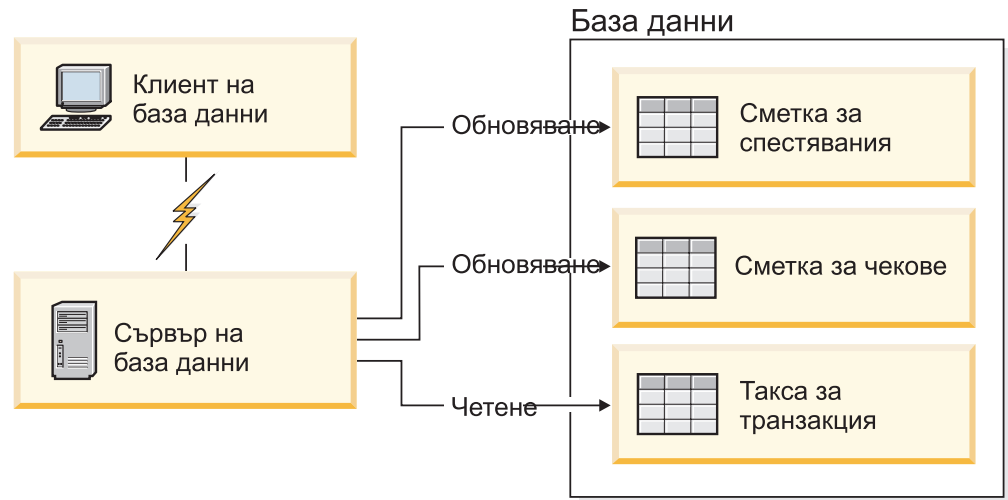 База данни
Клиент на
база данни
Обновяване
Сметка за
спестявания
Обновяване
Сметка за чекове
Сървър на
база данни
Четене
Такса за
транзакция